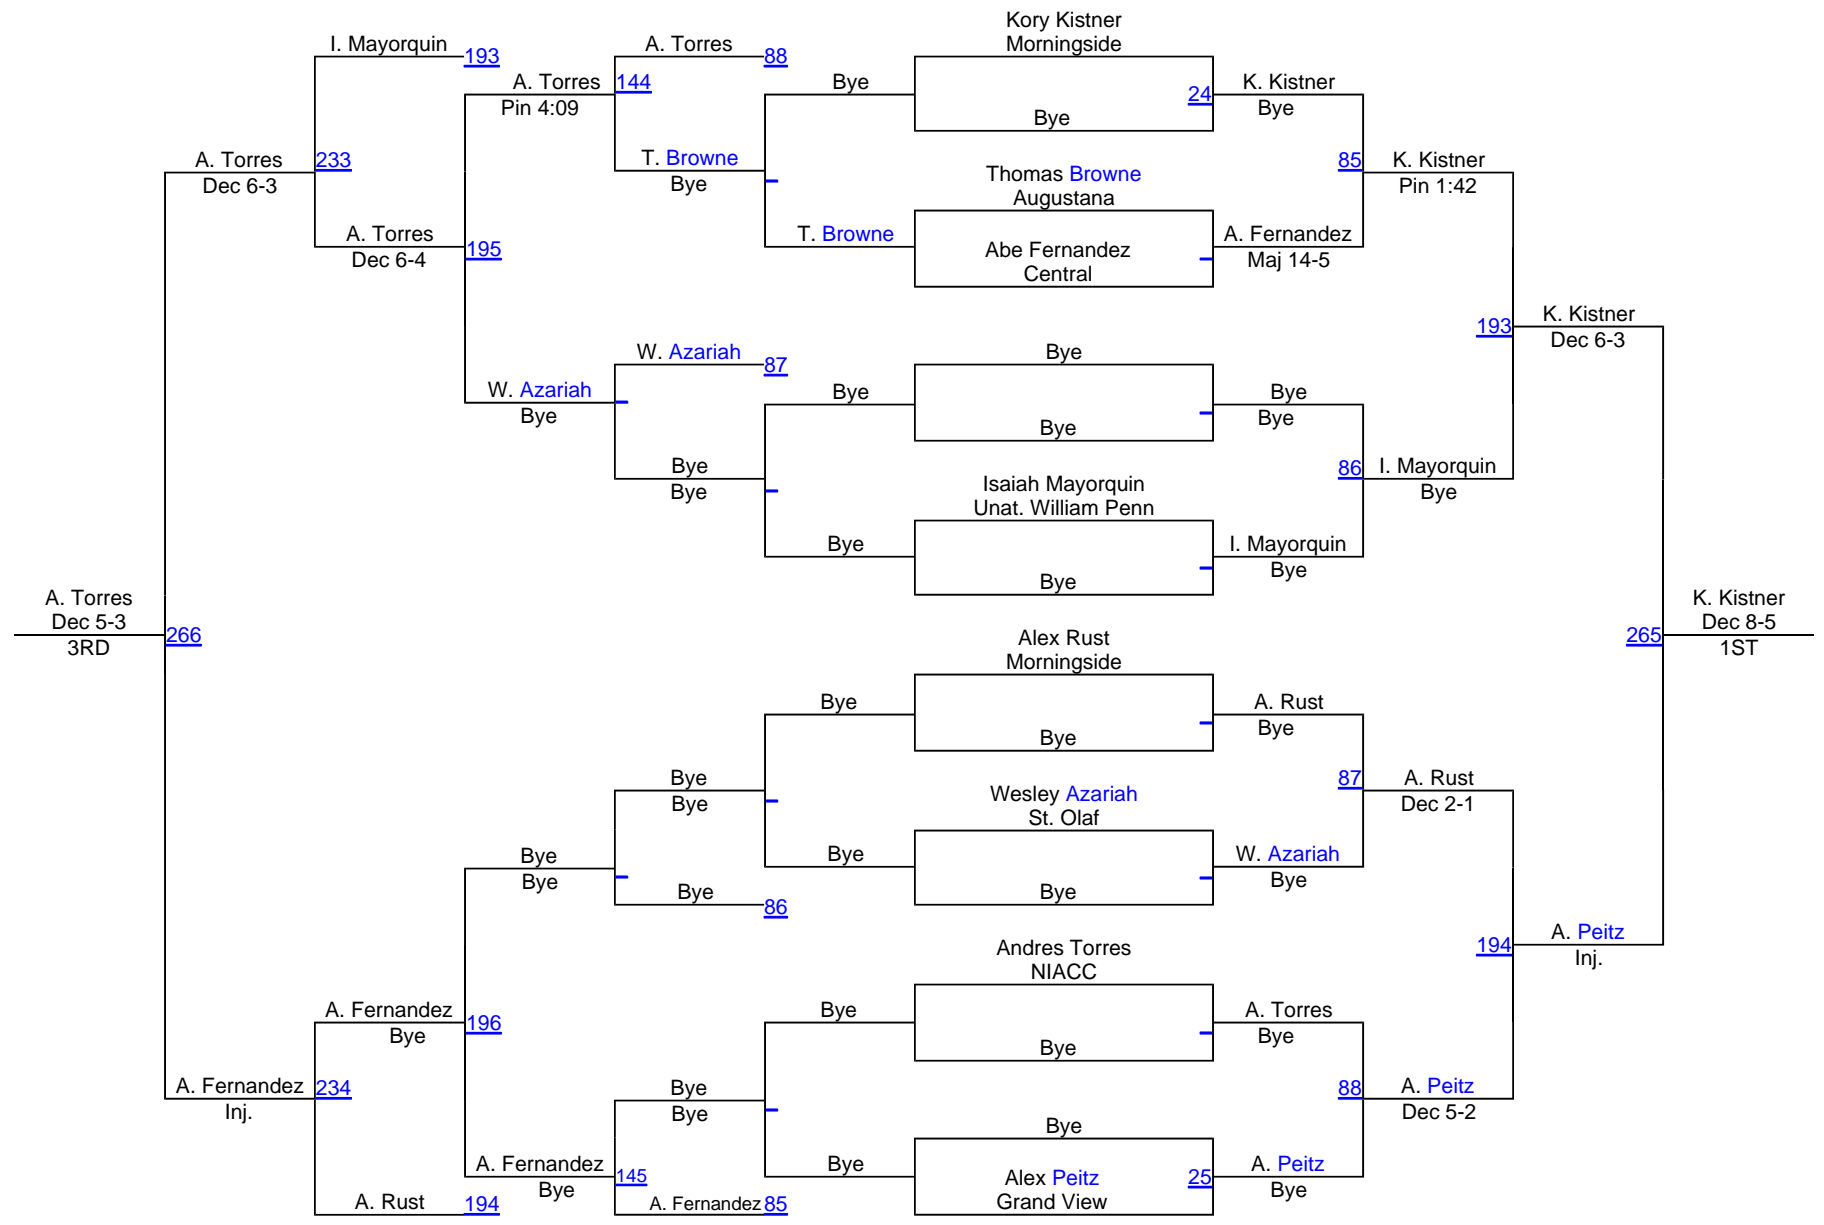 Kory Kistner
I. Mayorquin 193 A. Torres 88 Morningside
A. Torres 144 Bye 24 K. Kistner
Pin 4:09 Bye Bye
A. Torres 233 T. Browne 85 K. Kistner
Dec 6-3 Bye Thomas Browne Pin 1:42
Augustana
A. Torres 195 T. Browne A. Fernandez
Dec 6-4 Abe Fernandez Maj 14-5
Central
193 K. Kistner
Dec 6-3
W. Azariah 87 Bye
W. Azariah Bye Bye
Bye Bye Bye
Bye 86 I. Mayorquin
Bye Isaiah Mayorquin Bye
Unat. William Penn
Bye I. Mayorquin
Bye Bye
A. Torres K. Kistner
Dec 5-3 266 Alex Rust 265 Dec 8-5
3RD Morningside 1ST
Bye A. Rust
Bye Bye
Bye 87 A. Rust
Bye Wesley Azariah Dec 2-1
St. Olaf
Bye Bye W. Azariah
Bye Bye 86 Bye Bye
194 A. Peitz
Andres Torres Inj.
NIACC
A. Fernandez 196 Bye A. Torres
Bye Bye Bye
A. Fernandez 234 Bye 88 A. Peitz
Inj. Bye Dec 5-2
Bye
A. Fernandez 145 Bye Alex Peitz 25 A. Peitz
Bye Bye
A. Rust 194 A. Fernandez 85 Grand View